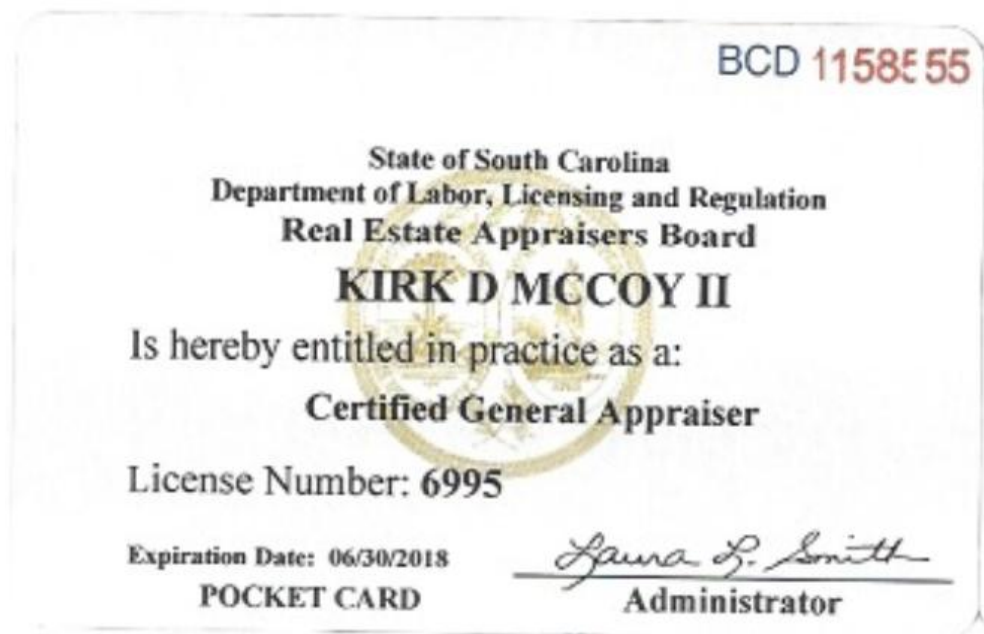 BCD
State of South Carolina
Department of Labor, Licensing and Regulation
Real Estate Appraisers Board
KIRK D MCCOY II
Is hereby entitled in practice as a:
Certified General Appraiser
License Number: 6995
Expiration Date: 06/30/2018
Laura L. Smith
POCKET CARD
Administrator